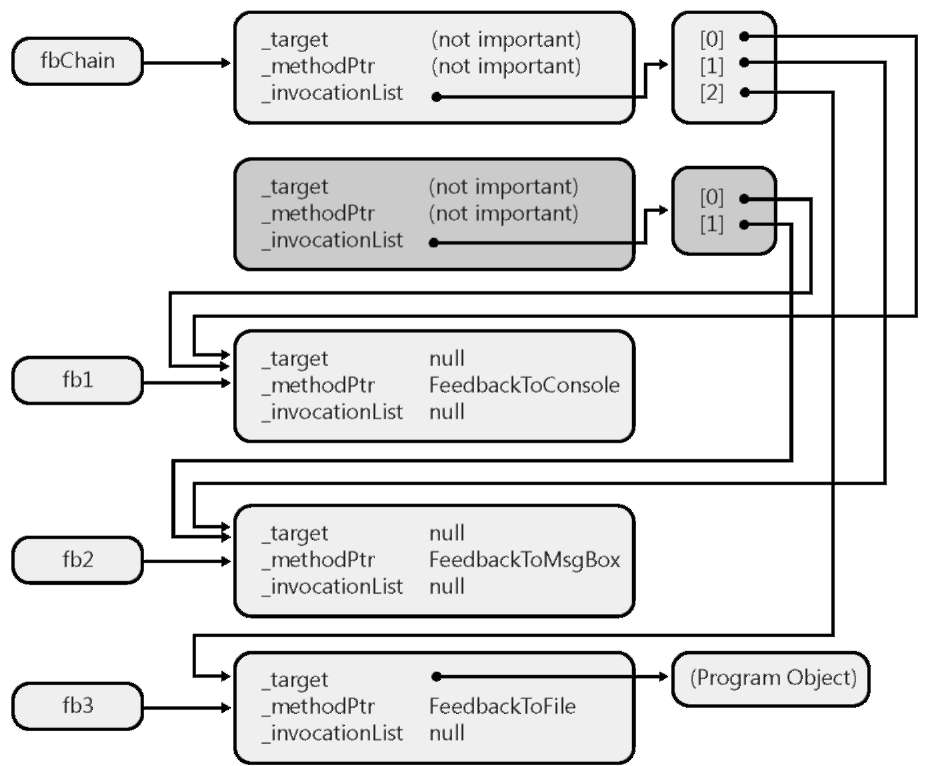 fbChain
_target (not important)
_methodPtr (not important)
_invocationList
[0]
[1]
[2]
_target (not important)
_methodPtr (not important)
_invocationList
[0]
[1]
fb1
_target null
_methodPtr FeedbackToConsole
_invocationList null
fb2
_target null
_methodPtr FeedbackToMsgBox
_invocationList null
fb3
_target
_methodPtr FeedbackToFile
_invocationList null
(Program Object)